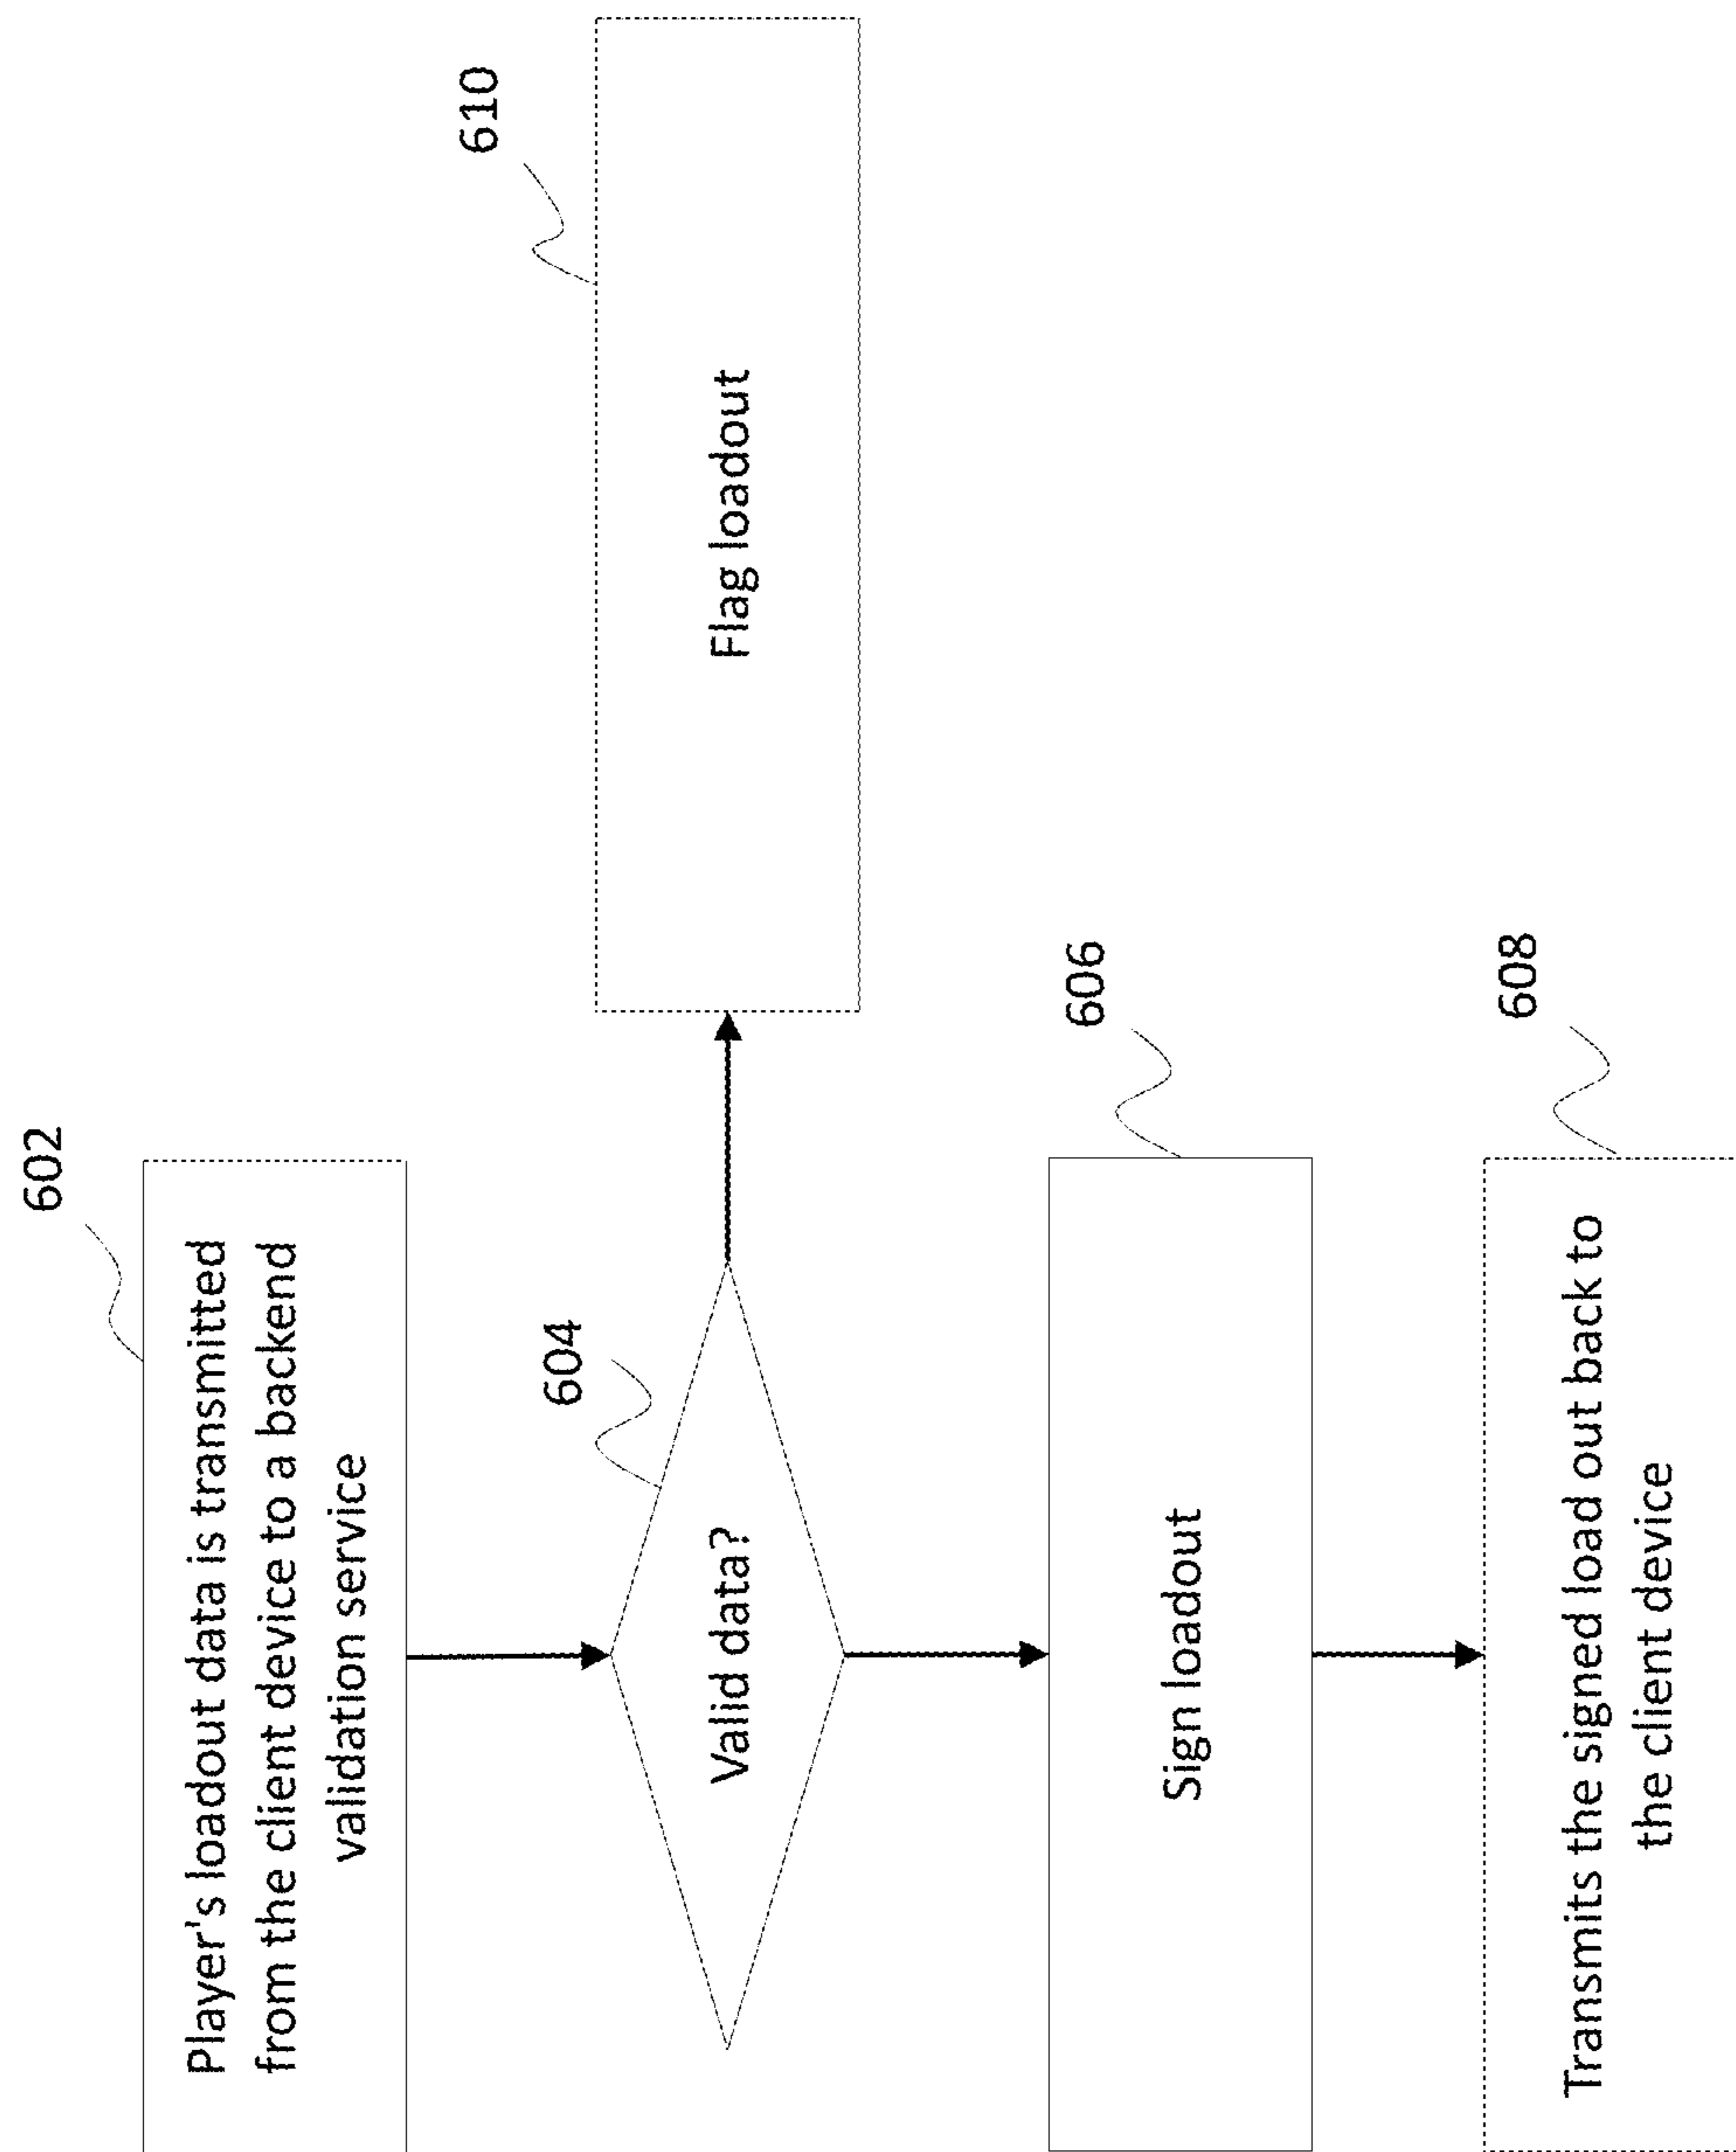 602
Player's loadout data is transmitted
from the client device to a backend
validation service
604
Valid data?
610
Flag loadout
606
Sign loadout
608
Transmits the signed load out back to
the client device